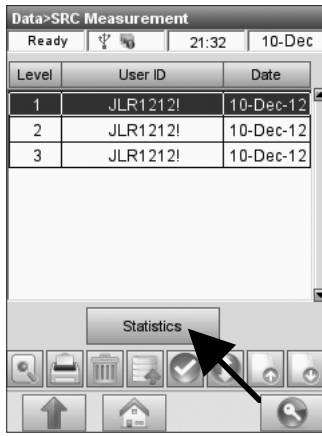 Data>SRC Measurement
Ready 21:32 10-Dec
Level User ID Date
1 JLR1212! 10-Dec-12
2 JLR1212! 10-Dec-12
3 JLR1212! 10-Dec-12
Statistics